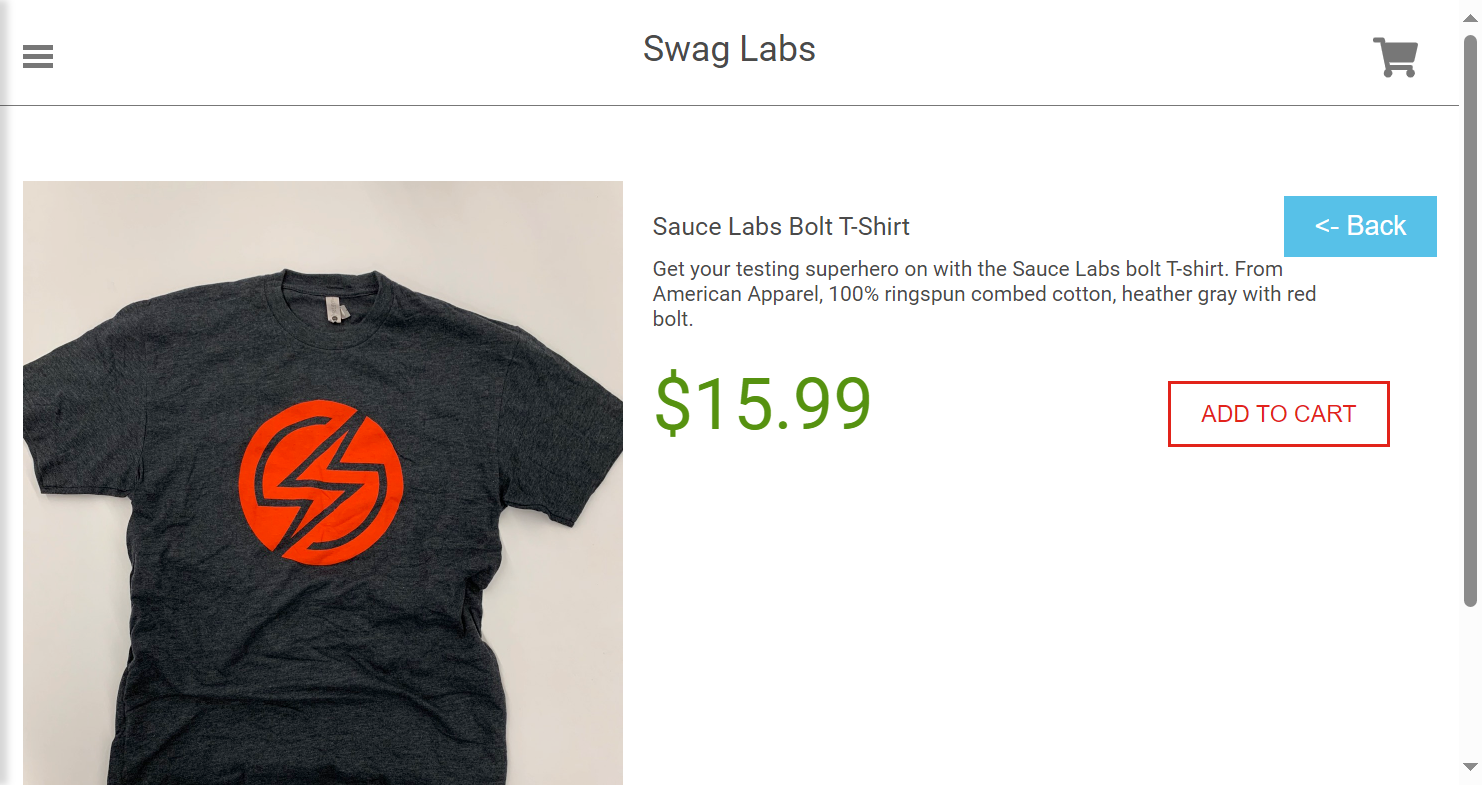 Swag Labs
Sauce Labs Bolt T-Shirt
<- Back
Get your testing superhero on with the Sauce Labs bolt T-shirt. From
American Apparel, 100% ringspun combed cotton, heather gray with red
bolt.
$15.99
ADD TO CART